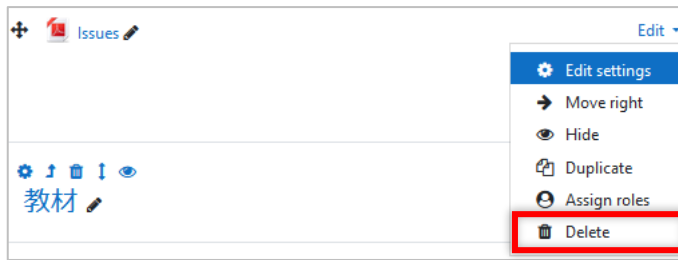 Issues
Edit
Edit settings
Move right
Hide
Duplicate
Assign roles
Delete
教材